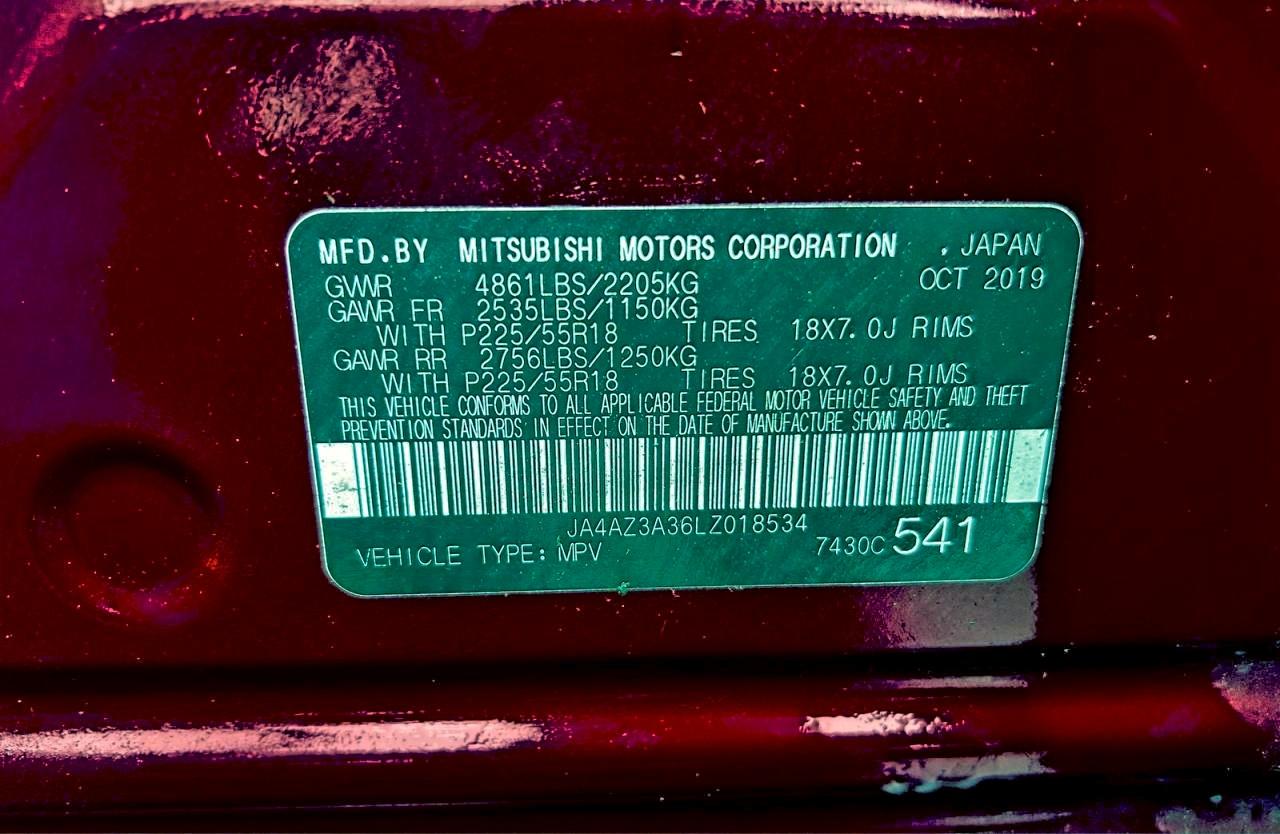 MFD.BY MITSUBISHI MOTORS CORPORATION , JAPAN
GWWR 4861LBS/2205KG OCT 2019
GAWR FR 2535LBS/1150KG
WITH P225/55R18 TIRES 18X7.0J RIMS
GAWR RR 2756LBS/1250KG
WITH P225/55R18 TIRES 18X7.0J RIMS
THIS VEHICLE CONFORMS TO ALL APPLICABLE FEDERAL MOTOR VEHICLE SAFETY AND THEFT
PREVENTION STANDARDS IN EFFECT ON THE DATE OF MANUFACTURE SHOWN ABOVE.
JA4AZ3A36LZ018534
VEHICLE TYPE: MPV 7430C 541